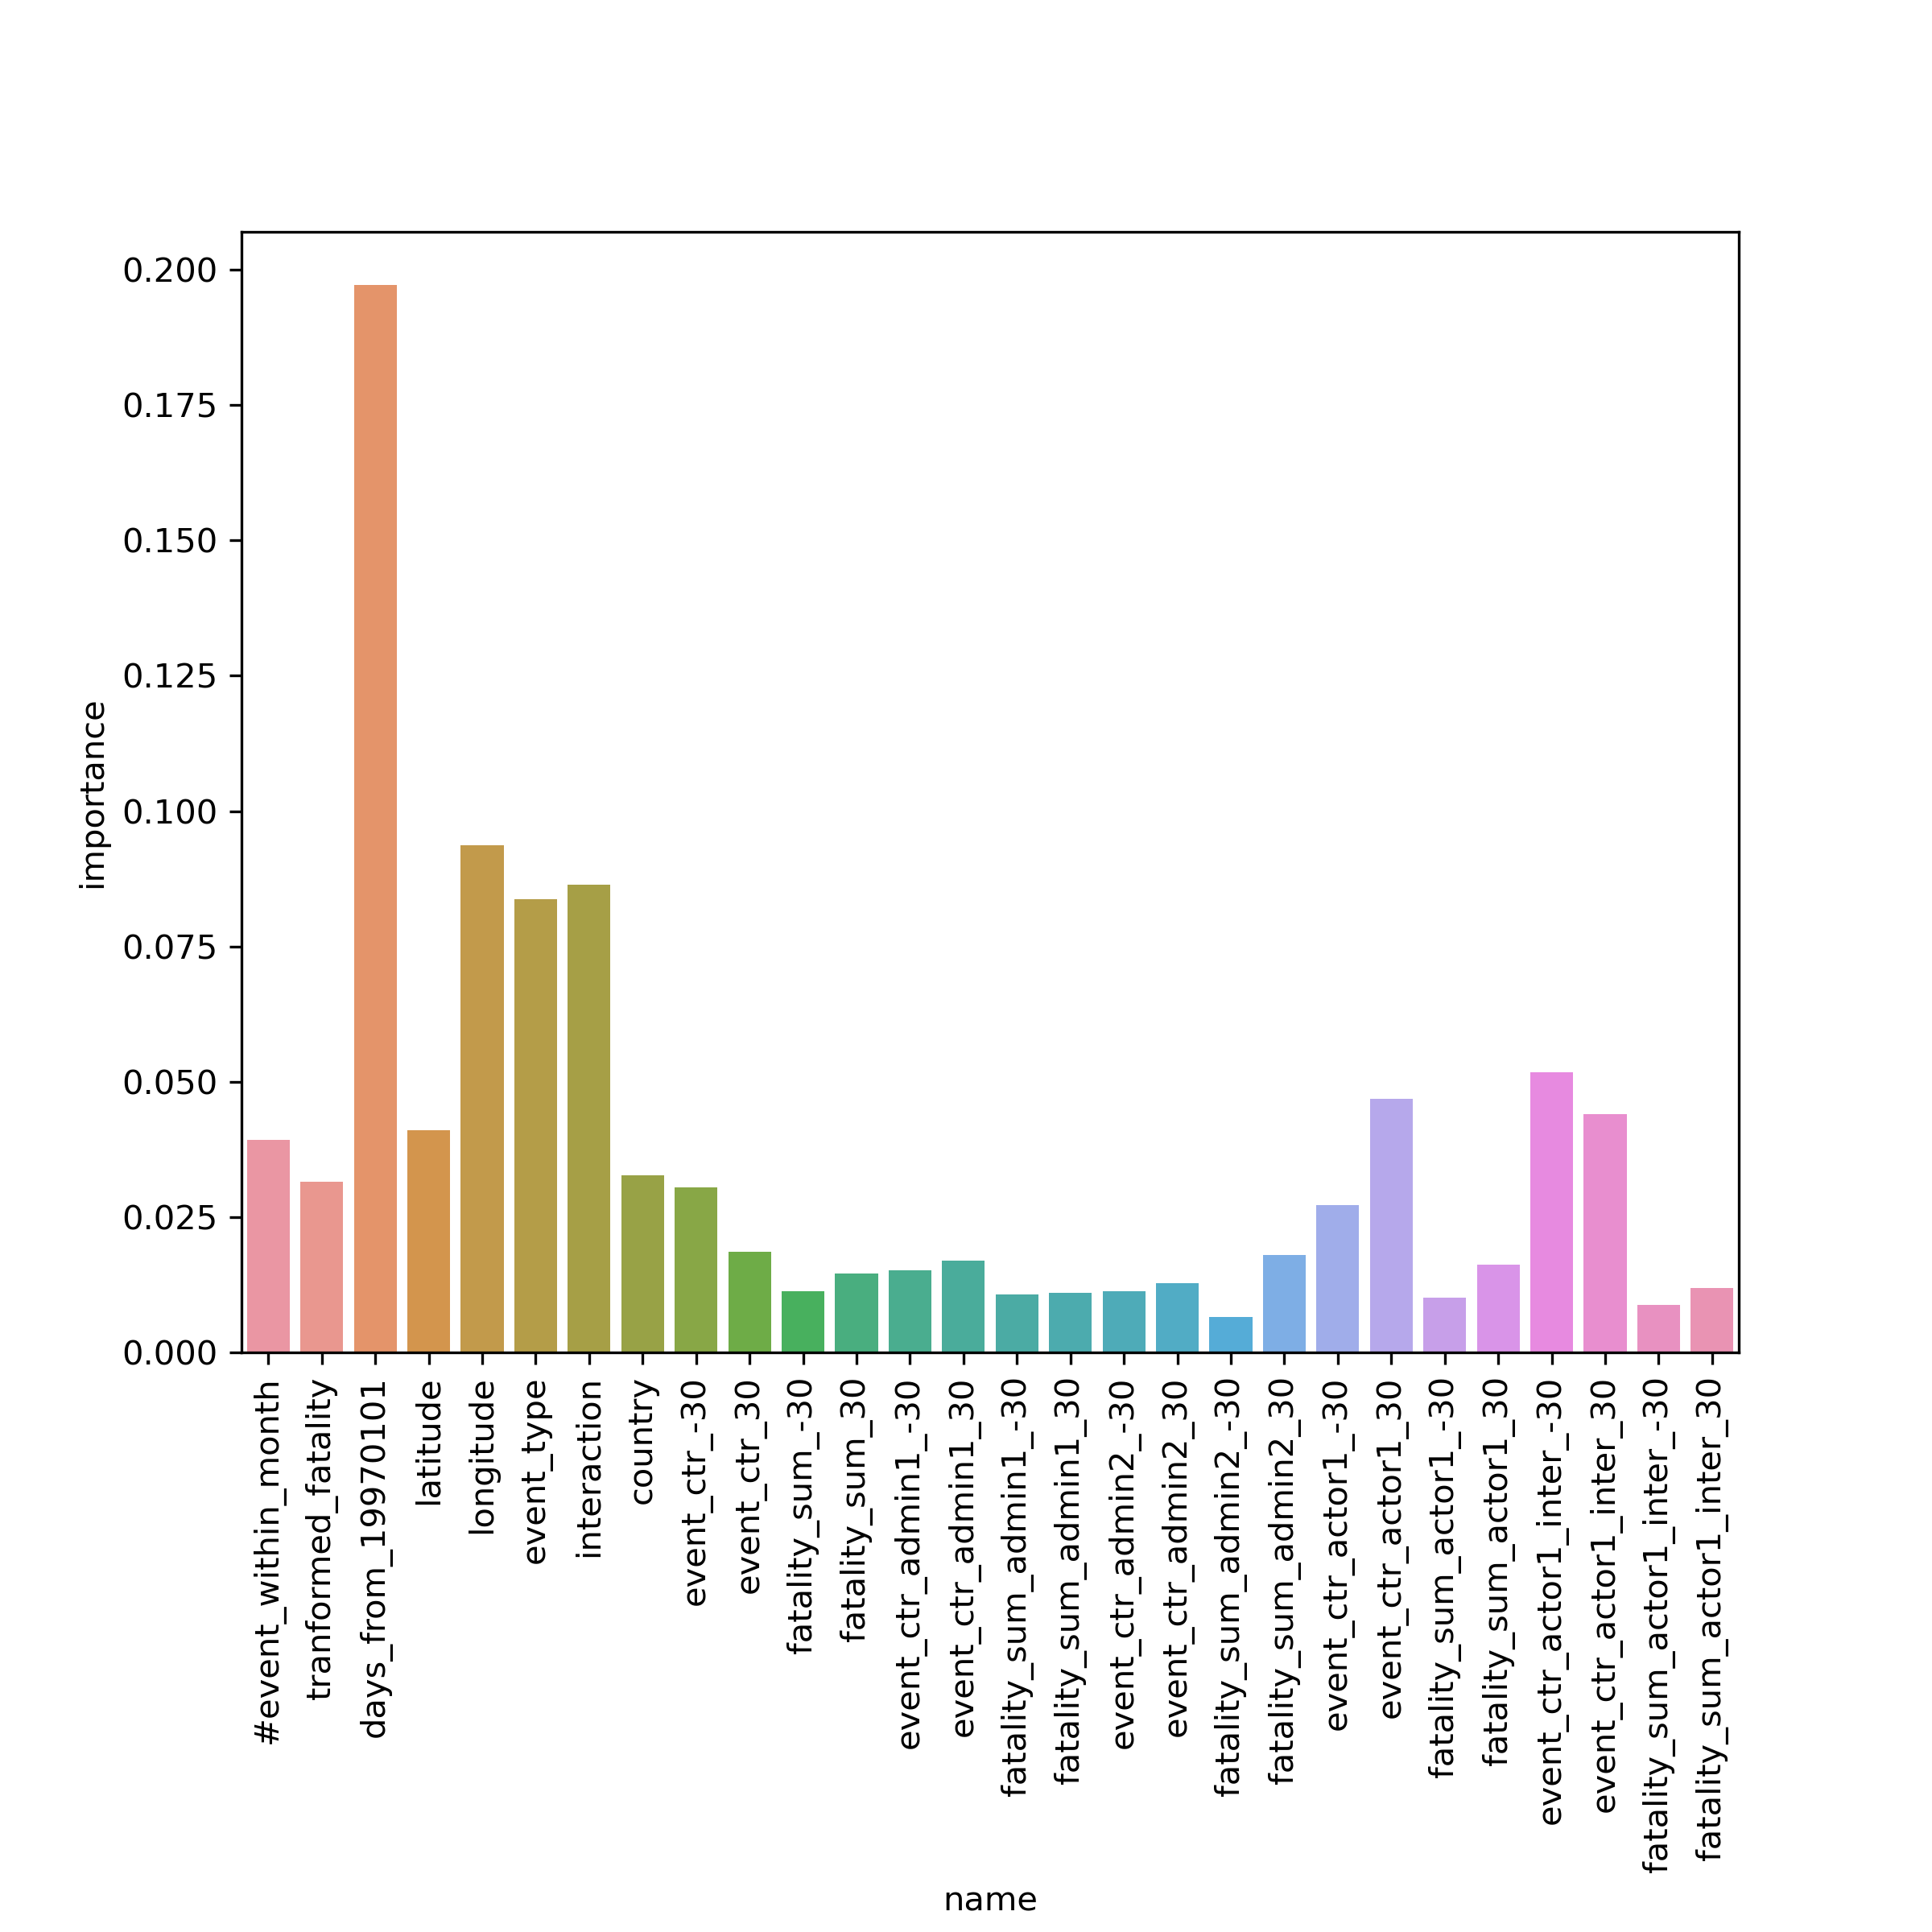 importance
0.200
0.175
0.150
0.125
0.100
0.075
0.050
0.025
0.000
#event_within_month
tranformed_fatality
days_from_19970101
latitude
longitude
event_type
interaction
country
event_ctr_-30
event_ctr_30
fatality_sum_-30
fatality_sum_30
event_ctr_admin1_-30
event_ctr_admin1_30
fatality_sum_admin1_-30
fatality_sum_admin1_30
event_ctr_admin2_-30
event_ctr_admin2_30
fatality_sum_admin2_-30
fatality_sum_admin2_30
event_ctr_actor1_-30
event_ctr_actor1_30
fatality_sum_actor1_-30
fatality_sum_actor1_30
event_ctr_actor1_inter_-30
event_ctr_actor1_inter_30
fatality_sum_actor1_inter_-30
fatality_sum_actor1_inter_30
name